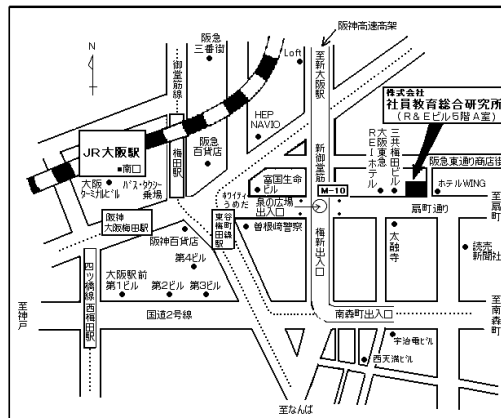 N
阪急
三番街
Loft
阪神高速高架
至新大阪駅
御堂筋線
梅田駅
HEP
NAVIO
阪急
百貨店
新御堂筋
株式会社
社員教育総合研究所
(R&Eビル5階A室)
JR大阪駅
■南口
大阪
ターミナルビル
バス・タクシー
乗場
富国生命
ビル
M-10
大阪東急
REIホテル
三共梅田ビル
阪急東通り商店街
ホテルWING
ホワイティ
うめだ
泉の広場
出入口
扇町通り
至扇町
阪神
大阪梅田駅
谷町線
東梅田駅
曽根崎警察
梅新出入口
太融寺
読売
新聞社
阪神百貨店
第4ビル
大阪駅前
第1ビル
第2ビル
第3ビル
四ツ橋線
西梅田駅
至神戸
国道2号線
南森町出入口
至南森町
宇治電ビル
西天満ビル
至なんば